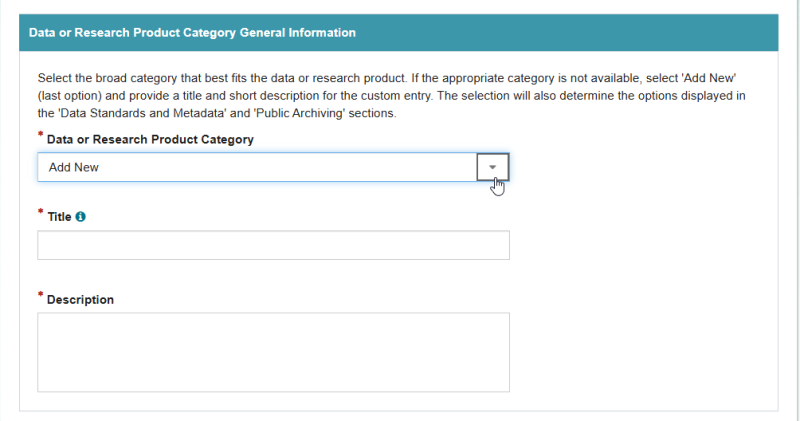 Data or Research Product Category General Information
Select the broad category that best fits the data or research product. If the appropriate category is not available, select 'Add New'
(last option) and provide a title and short description for the custom entry. The selection will also determine the options displayed in
the 'Data Standards and Metadata' and 'Public Archiving' sections.
* Data or Research Product Category
Add New
* Title
* Description